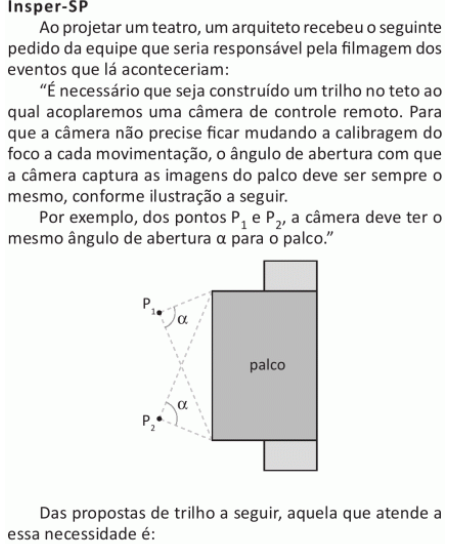 Insper-SP
Ao projetar um teatro, um arquiteto recebeu o seguinte
pedido da equipe que seria responsável pela filmagem dos
eventos que lá aconteceriam:
“É necessário que seja construído um trilho no teto ao
qual acoplaremos uma câmera de controle remoto. Para
que a câmera não precise ficar mudando a calibragem do
foco a cada movimentação, o ângulo de abertura com que
a câmera captura as imagens do palco deve ser sempre o
mesmo, conforme ilustração a seguir.
Por exemplo, dos pontos P₁ e P₂, a câmera deve ter o
mesmo ângulo de abertura α para o palco.”
P₁
α
palco
α
P₂
Das propostas de trilho a seguir, aquela que atende a
essa necessidade é: